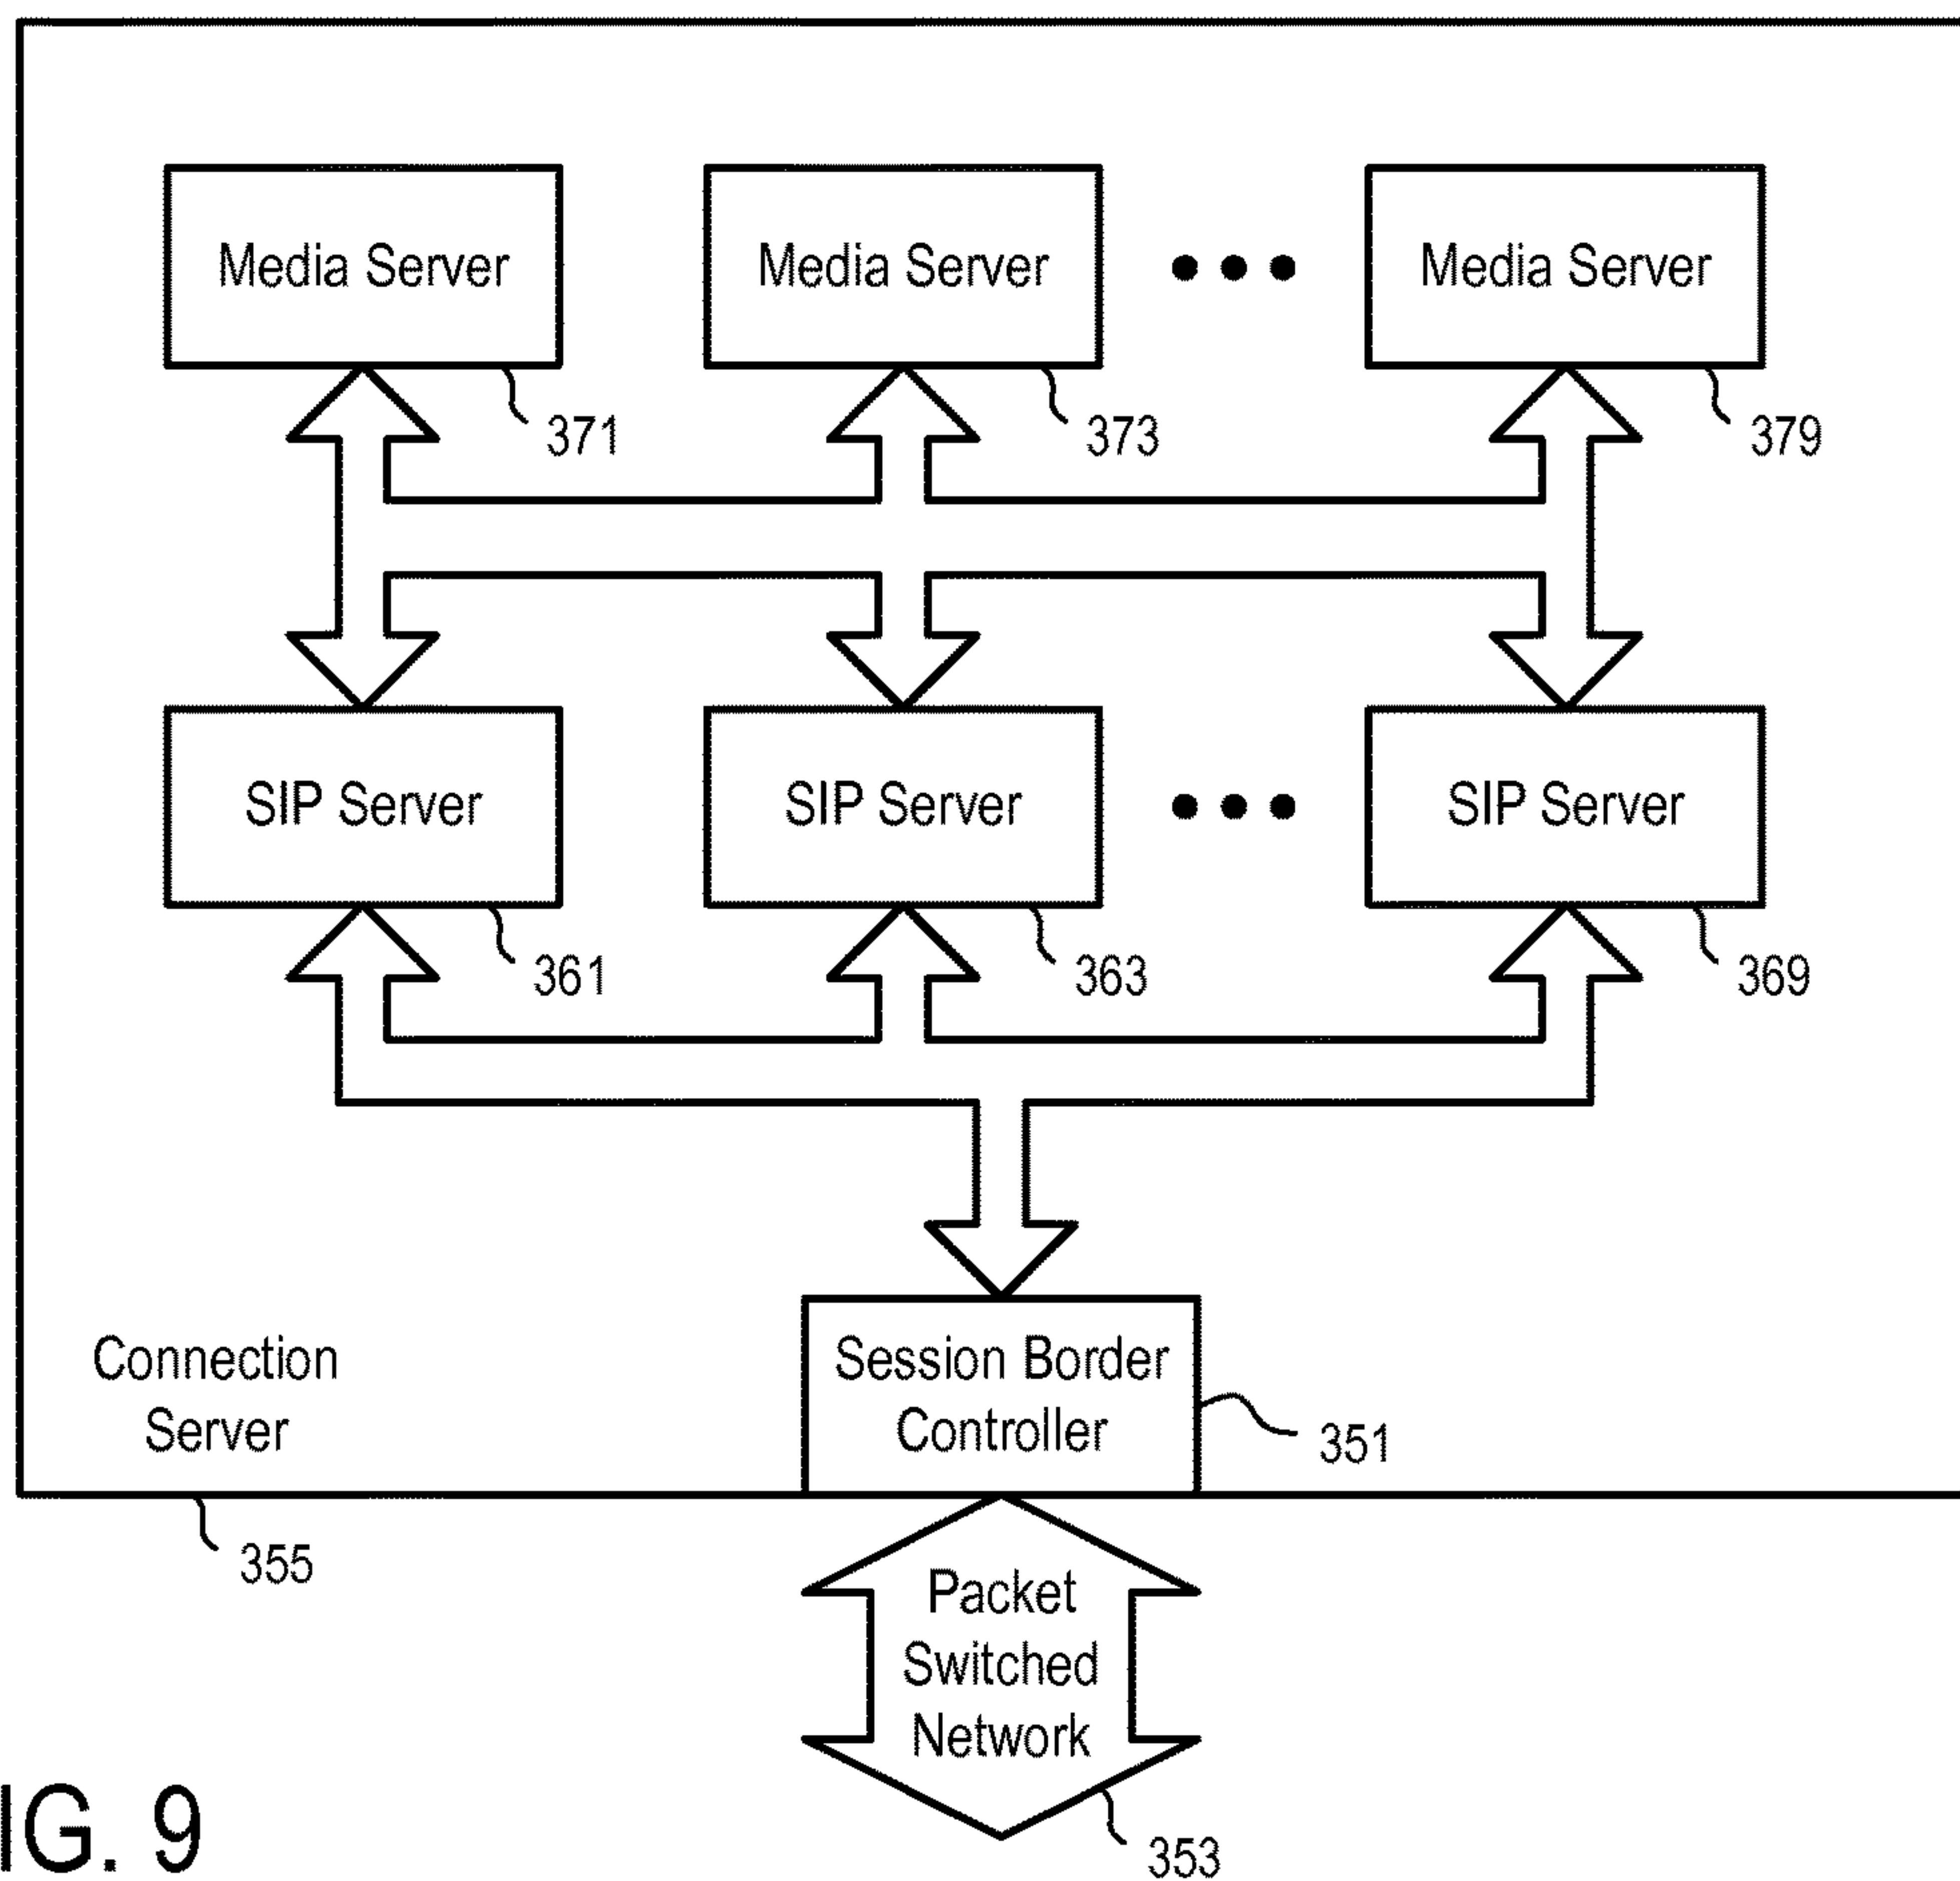 Media Server
Media Server
Media Server
371
373
379
SIP Server
SIP Server
SIP Server
361
363
369
Connection
Server
Session Border
Controller
351
355
Packet
Switched
Network
353
IG. 9